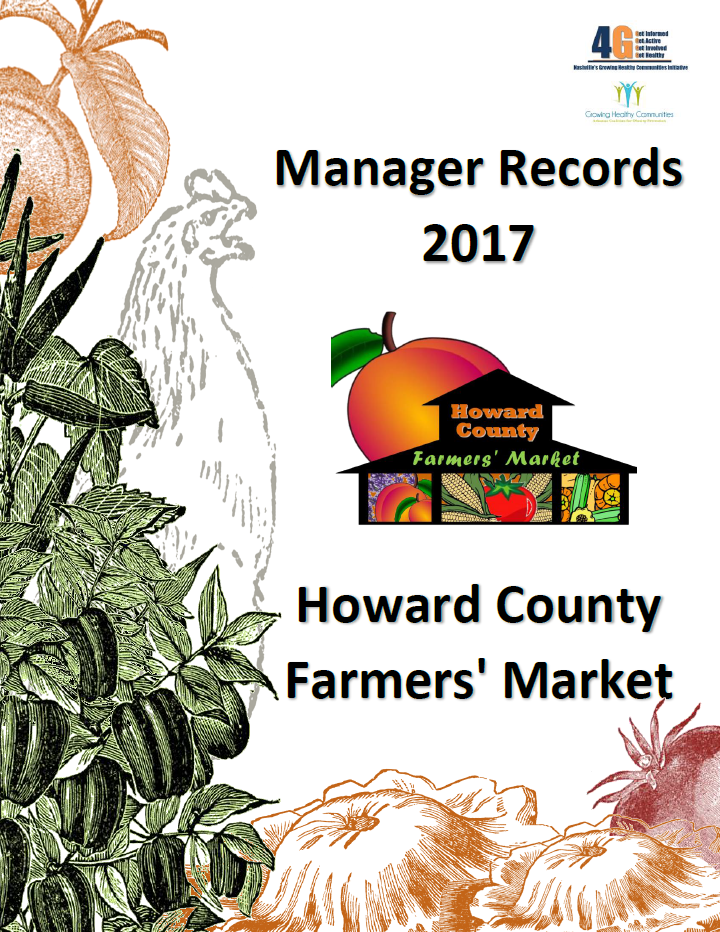 4G
Get Informed
Get Active
Get Involved
Get Healthy
Nashville's Growing Healthy Communities Initiative
Growing Healthy Communities
Manager Records
2017
Howard
County
Farmers' Market
Howard County
Farmers' Market